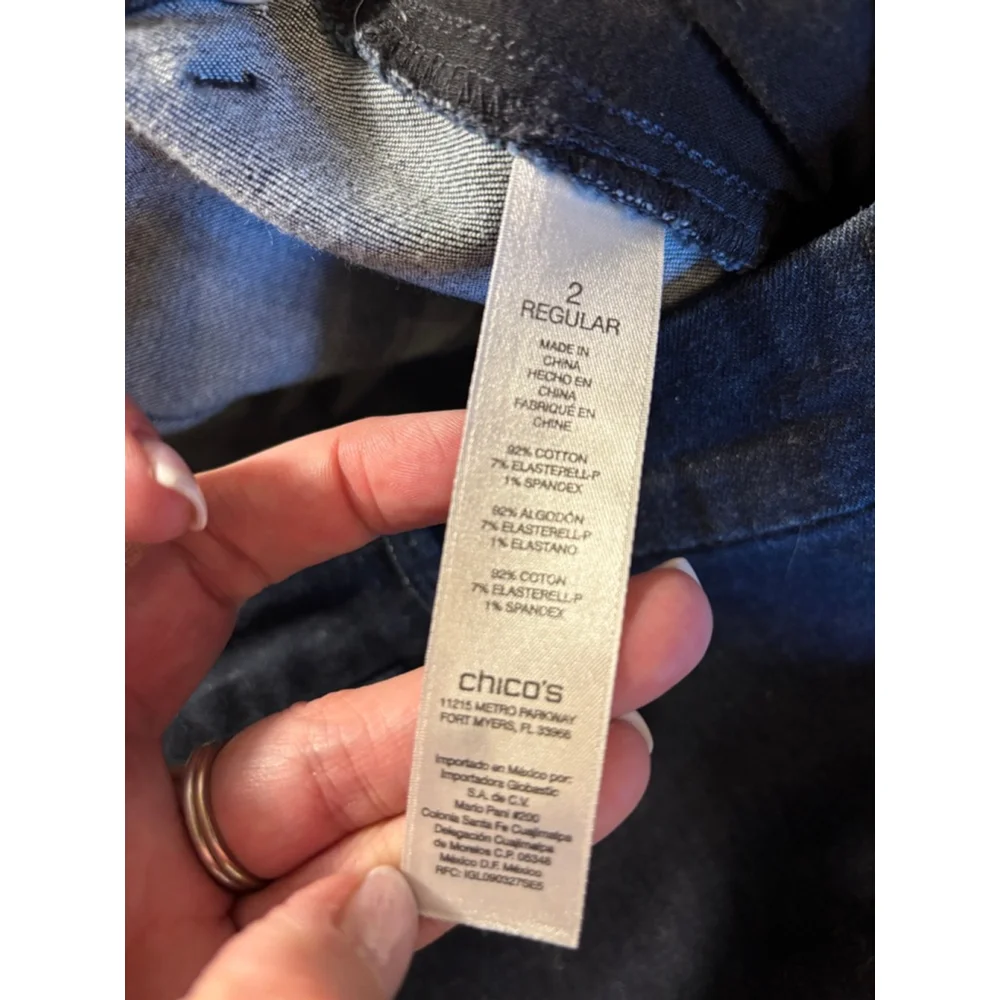 2
REGULAR
MADE IN
CHINA
HECHO EN
CHINA
FABRIQUÉ EN
CHINE
92% COTTON
7% ELASTERELL-P
1% SPANDEX
92% ALGODÓN
7% ELASTERELL-P
1% ELASTANO
92% COTON
7% ELASTERELL-P
1% SPANDEX
chico's
11215 METRO PARKWAY
FORT MYERS, FL 33966
Importado en México por:
Importadora Globastic
S.A. de C.V.
Mario Pani #200
Colonia Santa Fe Cuajimalpa
Delegación Cuajimalpa
de Morelos C.P. 05348
México D.F. México
RFC: IGL090327SE5